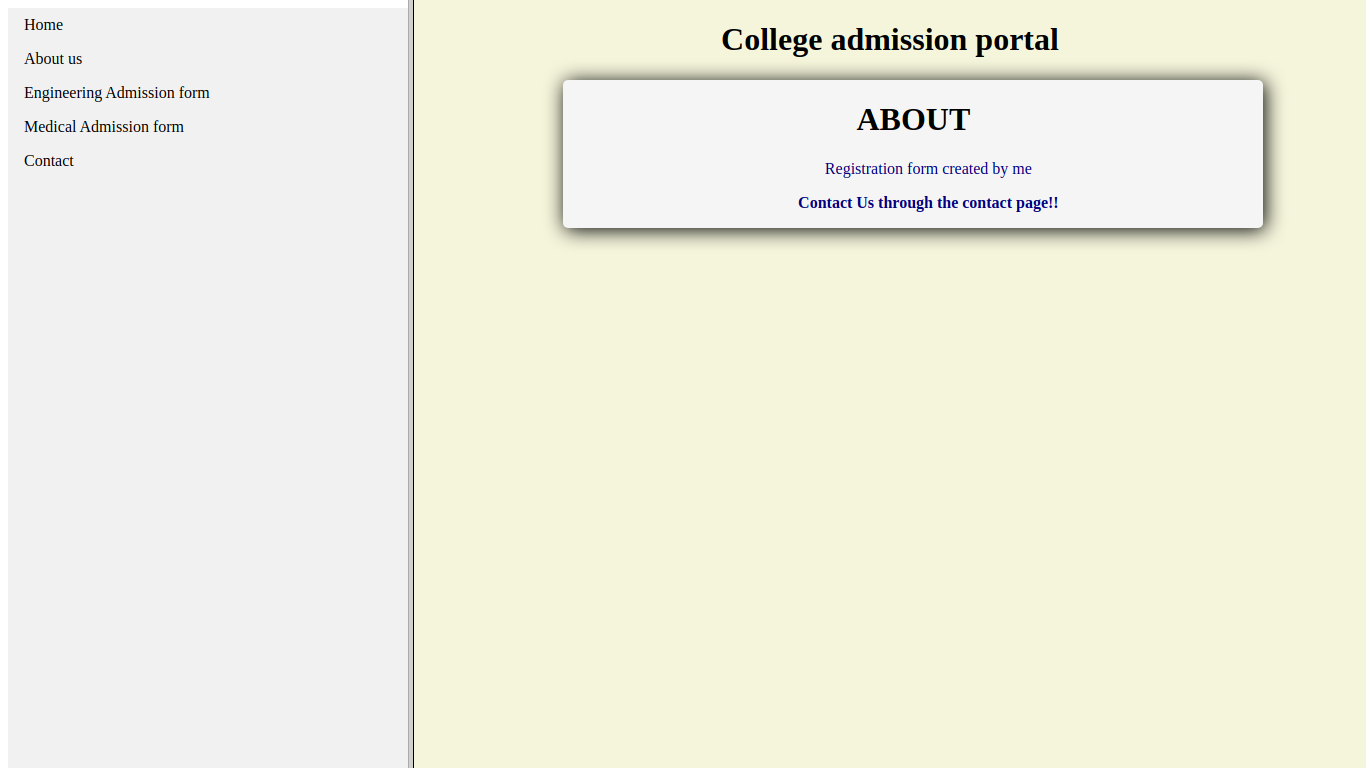 Home
About us
Engineering Admission form
Medical Admission form
Contact
College admission portal
ABOUT
Registration form created by me
Contact Us through the contact page!!